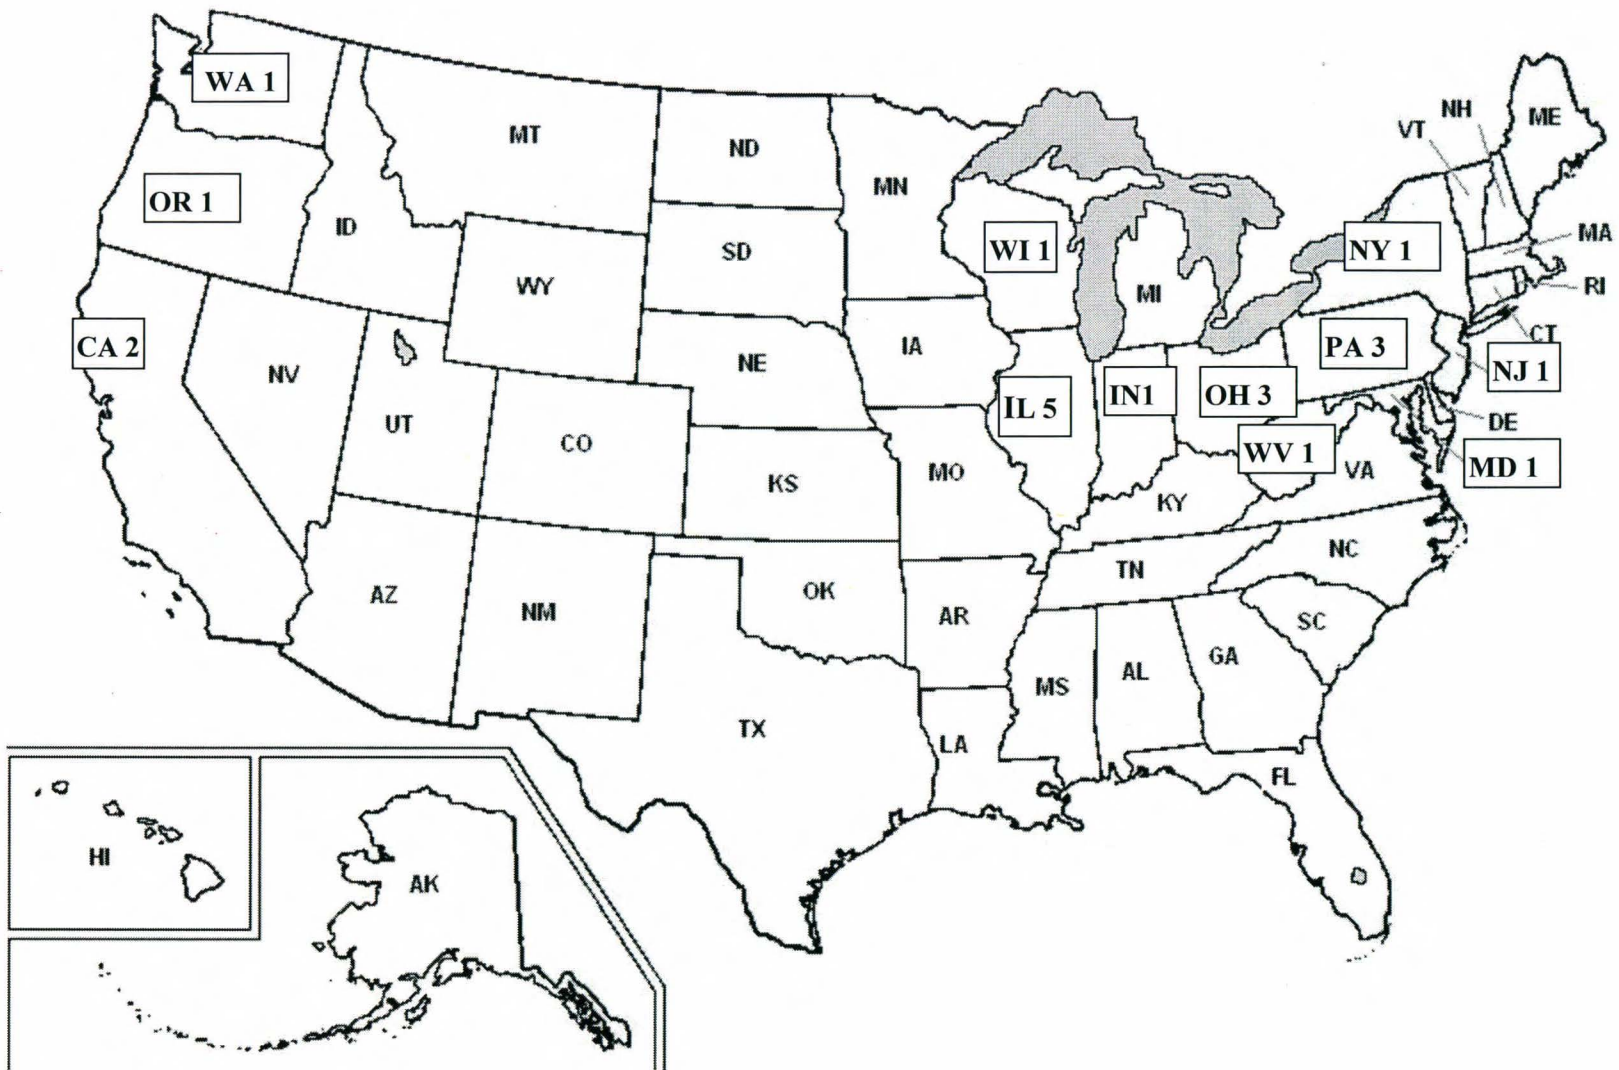 WA 1
MT
ND
MN
NH
VT
ME
OR 1
ID
SD
WI 1
NY 1
MA
WY
MI
RI
CA 2
NV
NE
IA
PA 3
CT
NJ 1
UT
CO
IL 5
IN1
OH 3
DE
KS
MO
WV 1
VA
MD 1
KY
AZ
NM
OK
AR
TN
NC
SC
MS
AL
GA
TX
LA
FL
HI
AK